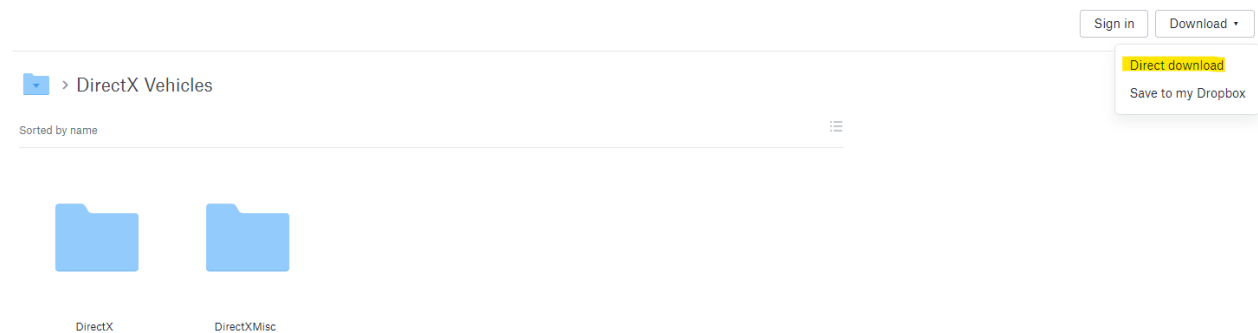 Sign in Download
Direct download
Save to my Dropbox
DirectX Vehicles
Sorted by name
DirectX DirectXMisc